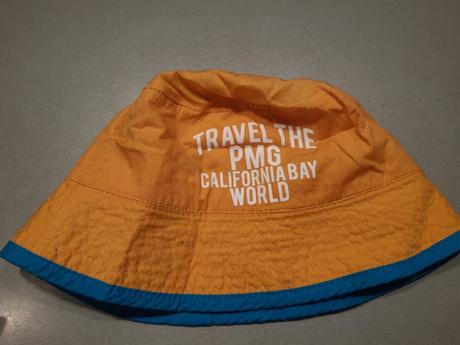 TRAVEL THE
PMG
CALIFORNIA BAY
WORLD